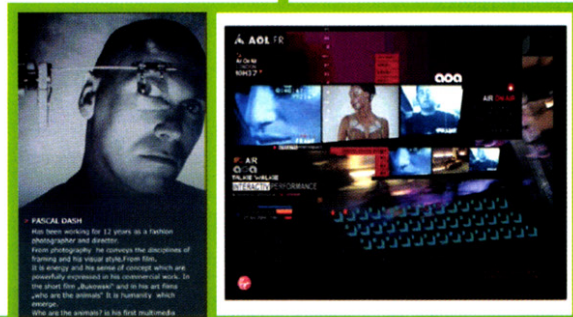 > PASCAL DASH
Has been working for 12 years as a fashion
photographer and director.
From photography he conveys the disciplines of
framing and his visual style.From film,
It is energy and his sense of concept which are
powerfully expressed in his commercial work. In
the short film „Bukowski" and in his art films
„who are the animals" It is humanity which
emerge.
Who are the animals? is his first multimedia
AOL FR
aoa
AIR
AR
aoa
TALKIE WALKIE
INTERACTIV PERFORMANCE